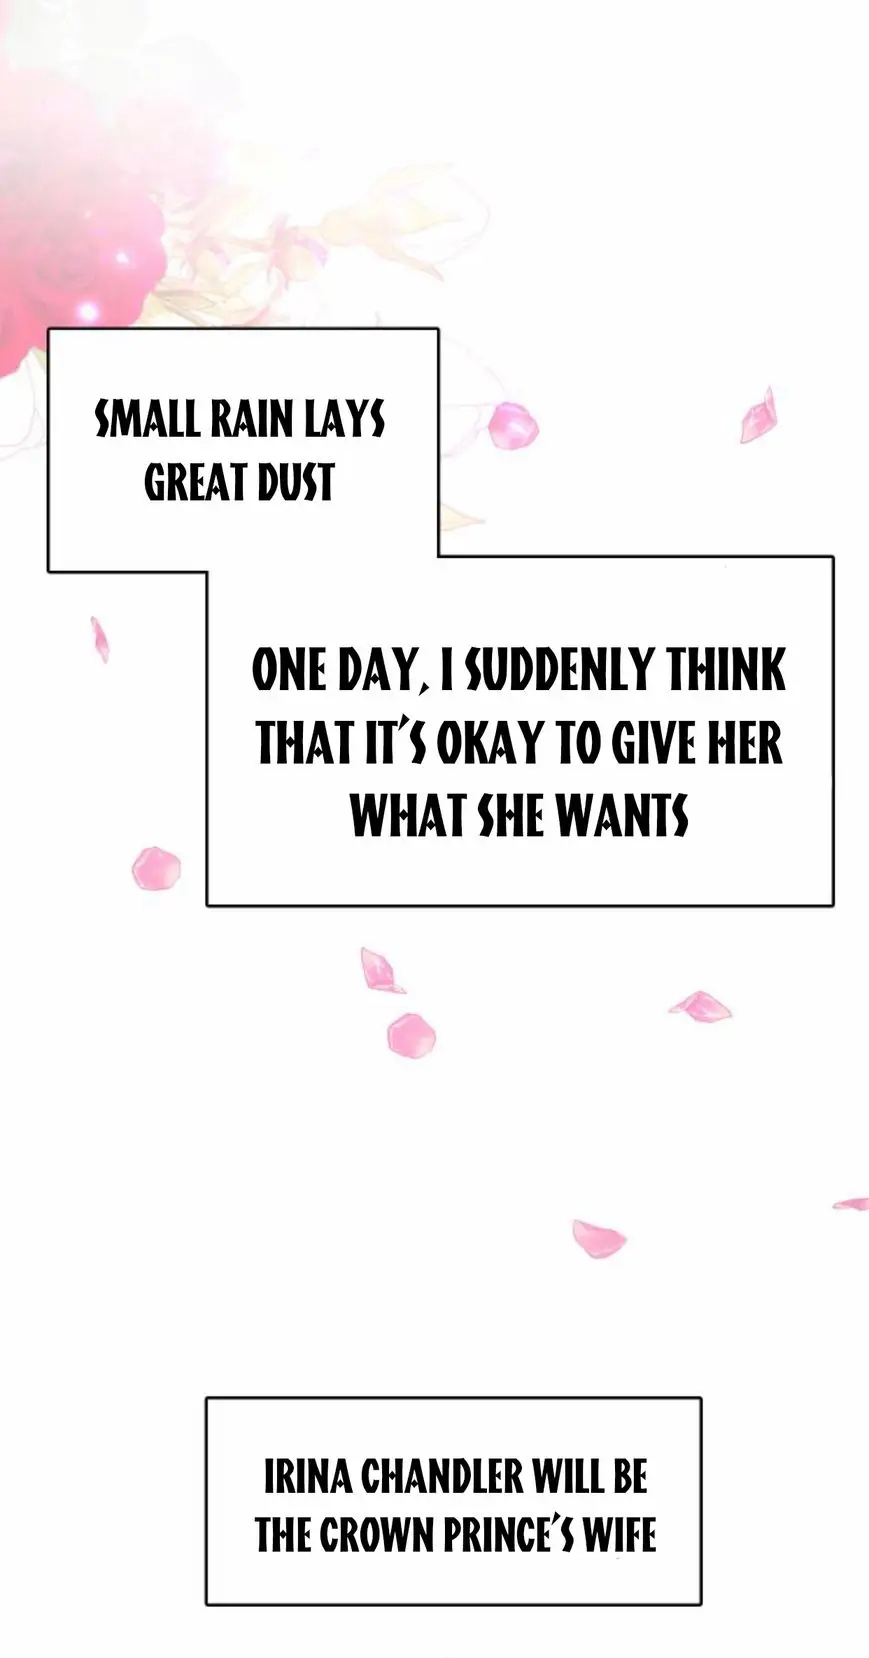 SMALL RAIN LAYS
GREAT DUST
ONE DAY, I SUDDENLY THINK
THAT IT'S OKAY TO GIVE HER
WHAT SHE WANTS
IRINA CHANDLER WILL BE
THE CROWN PRINCE'S WIFE